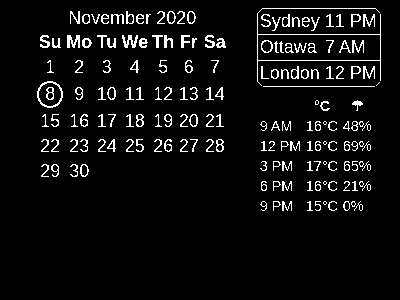 November 2020
Su Mo Tu We Th Fr Sa
1 2 3 4 5 6 7
8 9 10 11 12 13 14
15 16 17 18 19 20 21
22 23 24 25 26 27 28
29 30
Sydney 11 PM
Ottawa 7 AM
London 12 PM
°C ☂
9 AM 16°C 48%
12 PM 16°C 69%
3 PM 17°C 65%
6 PM 16°C 21%
9 PM 15°C 0%